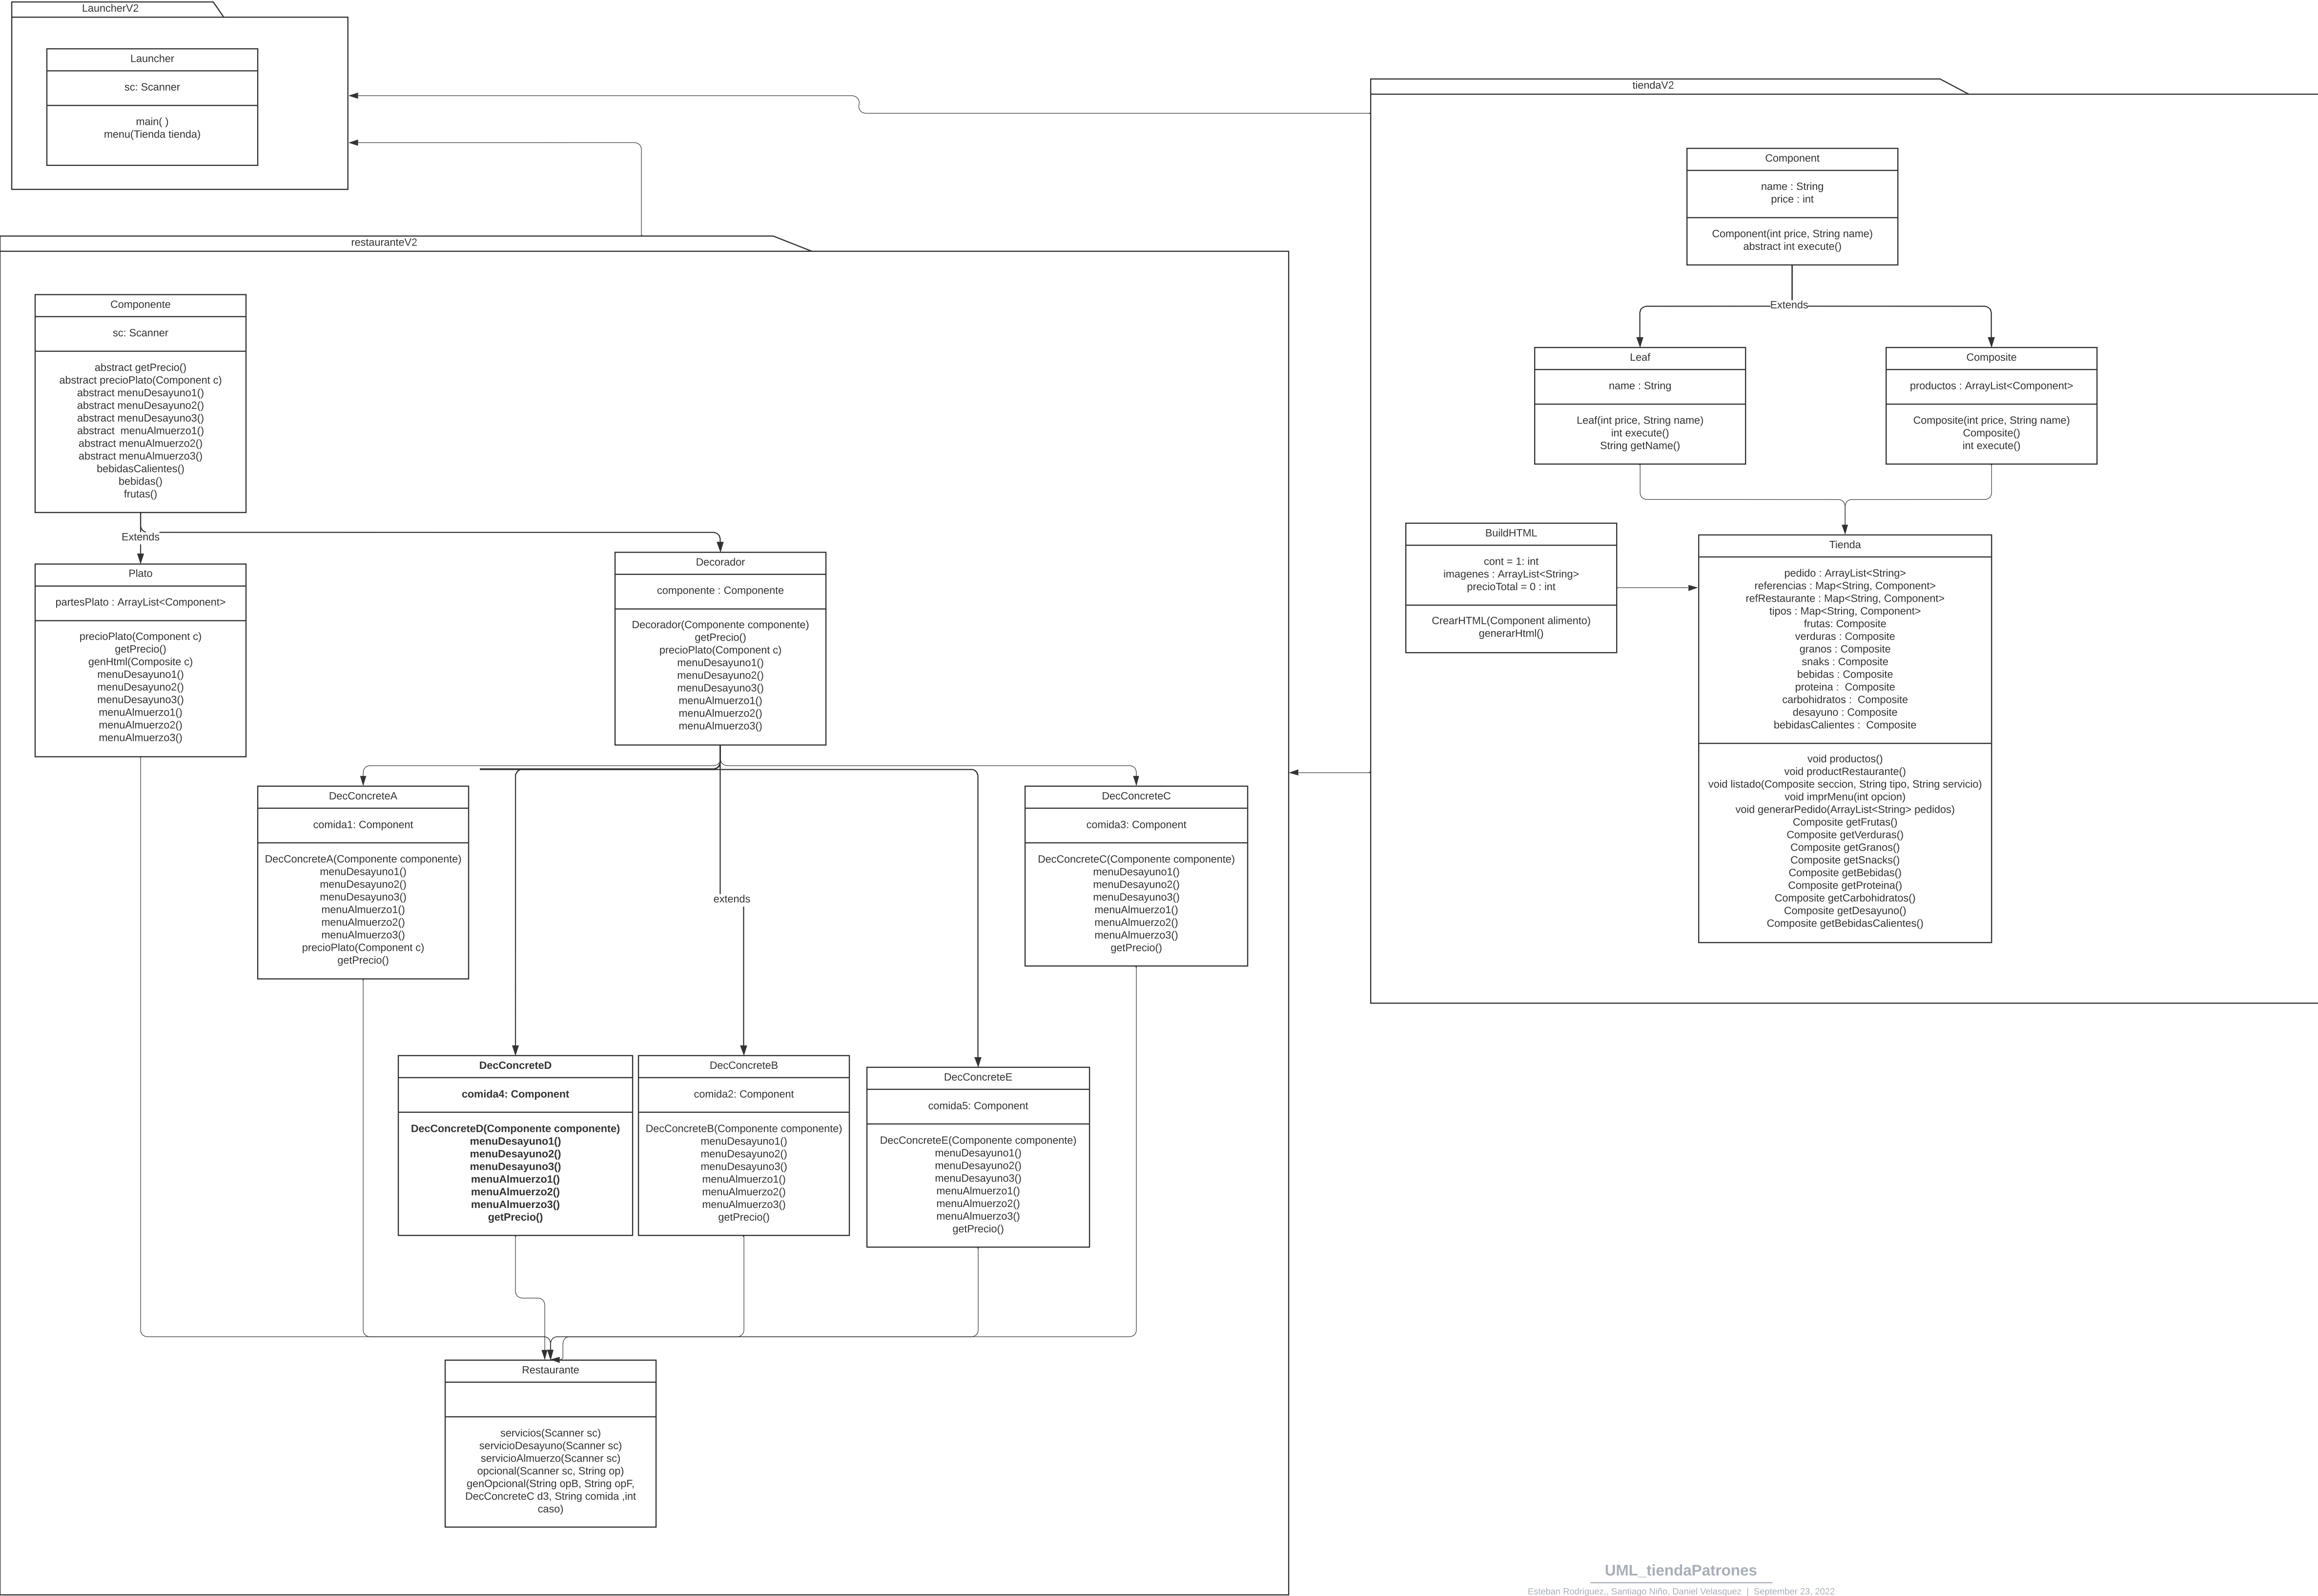 LauncherV2
Launcher
sc: Scanner
main( )
menu(Tienda tienda)
restauranteV2
Componente
sc: Scanner
abstract getPrecio()
abstract precioPlato(Component c)
abstract menuDesayuno1()
abstract menuDesayuno2()
abstract menuDesayuno3()
abstract  menuAlmuerzo1()
abstract menuAlmuerzo2()
abstract menuAlmuerzo3()
bebidasCalientes()
bebidas()
frutas()
Extends
Plato
partesPlato : ArrayList<Component>
precioPlato(Component c)
getPrecio()
genHtml(Composite c)
menuDesayuno1()
menuDesayuno2()
menuDesayuno3()
menuAlmuerzo1()
menuAlmuerzo2()
menuAlmuerzo3()
Decorador
componente : Componente
Decorador(Componente componente)
getPrecio()
precioPlato(Component c)
menuDesayuno1()
menuDesayuno2()
menuDesayuno3()
menuAlmuerzo1()
menuAlmuerzo2()
menuAlmuerzo3()
DecConcreteA
comida1: Component
DecConcreteA(Componente componente)
menuDesayuno1()
menuDesayuno2()
menuDesayuno3()
menuAlmuerzo1()
menuAlmuerzo2()
menuAlmuerzo3()
precioPlato(Component c)
getPrecio()
extends
DecConcreteC
comida3: Component
DecConcreteC(Componente componente)
menuDesayuno1()
menuDesayuno2()
menuDesayuno3()
menuAlmuerzo1()
menuAlmuerzo2()
menuAlmuerzo3()
getPrecio()
DecConcreteD
comida4: Component
DecConcreteD(Componente componente)
menuDesayuno1()
menuDesayuno2()
menuDesayuno3()
menuAlmuerzo1()
menuAlmuerzo2()
menuAlmuerzo3()
getPrecio()
DecConcreteB
comida2: Component
DecConcreteB(Componente componente)
menuDesayuno1()
menuDesayuno2()
menuDesayuno3()
menuAlmuerzo1()
menuAlmuerzo2()
menuAlmuerzo3()
getPrecio()
DecConcreteE
comida5: Component
DecConcreteE(Componente componente)
menuDesayuno1()
menuDesayuno2()
menuDesayuno3()
menuAlmuerzo1()
menuAlmuerzo2()
menuAlmuerzo3()
getPrecio()
Restaurante
servicios(Scanner sc)
servicioDesayuno(Scanner sc)
servicioAlmuerzo(Scanner sc)
opcional(Scanner sc, String op)
genOpcional(String opB, String opF,
DecConcreteC d3, String comida ,int
caso)
tiendaV2
Component
name : String
price : int
Component(int price, String name)
abstract int execute()
Extends
Leaf
name : String
Leaf(int price, String name)
int execute()
String getName()
Composite
productos : ArrayList<Component>
Composite(int price, String name)
Composite()
int execute()
BuildHTML
cont = 1: int
imagenes : ArrayList<String>
precioTotal = 0 : int
CrearHTML(Component alimento)
generarHtml()
Tienda
pedido : ArrayList<String>
referencias : Map<String, Component>
refRestaurante : Map<String, Component>
tipos : Map<String, Component>
frutas: Composite
verduras : Composite
granos : Composite
snaks : Composite
bebidas : Composite
proteina :  Composite
carbohidratos :  Composite
desayuno : Composite
bebidasCalientes :  Composite
void productos()
void productRestaurante()
void listado(Composite seccion, String tipo, String servicio)
void imprMenu(int opcion)
void generarPedido(ArrayList<String> pedidos)
Composite getFrutas()
Composite getVerduras()
Composite getGranos()
Composite getSnacks()
Composite getBebidas()
Composite getProteina()
Composite getCarbohidratos()
Composite getDesayuno()
Composite getBebidasCalientes()
UML_tiendaPatrones
Esteban Rodriguez,, Santiago Niño, Daniel Velasquez  |  September 23, 2022